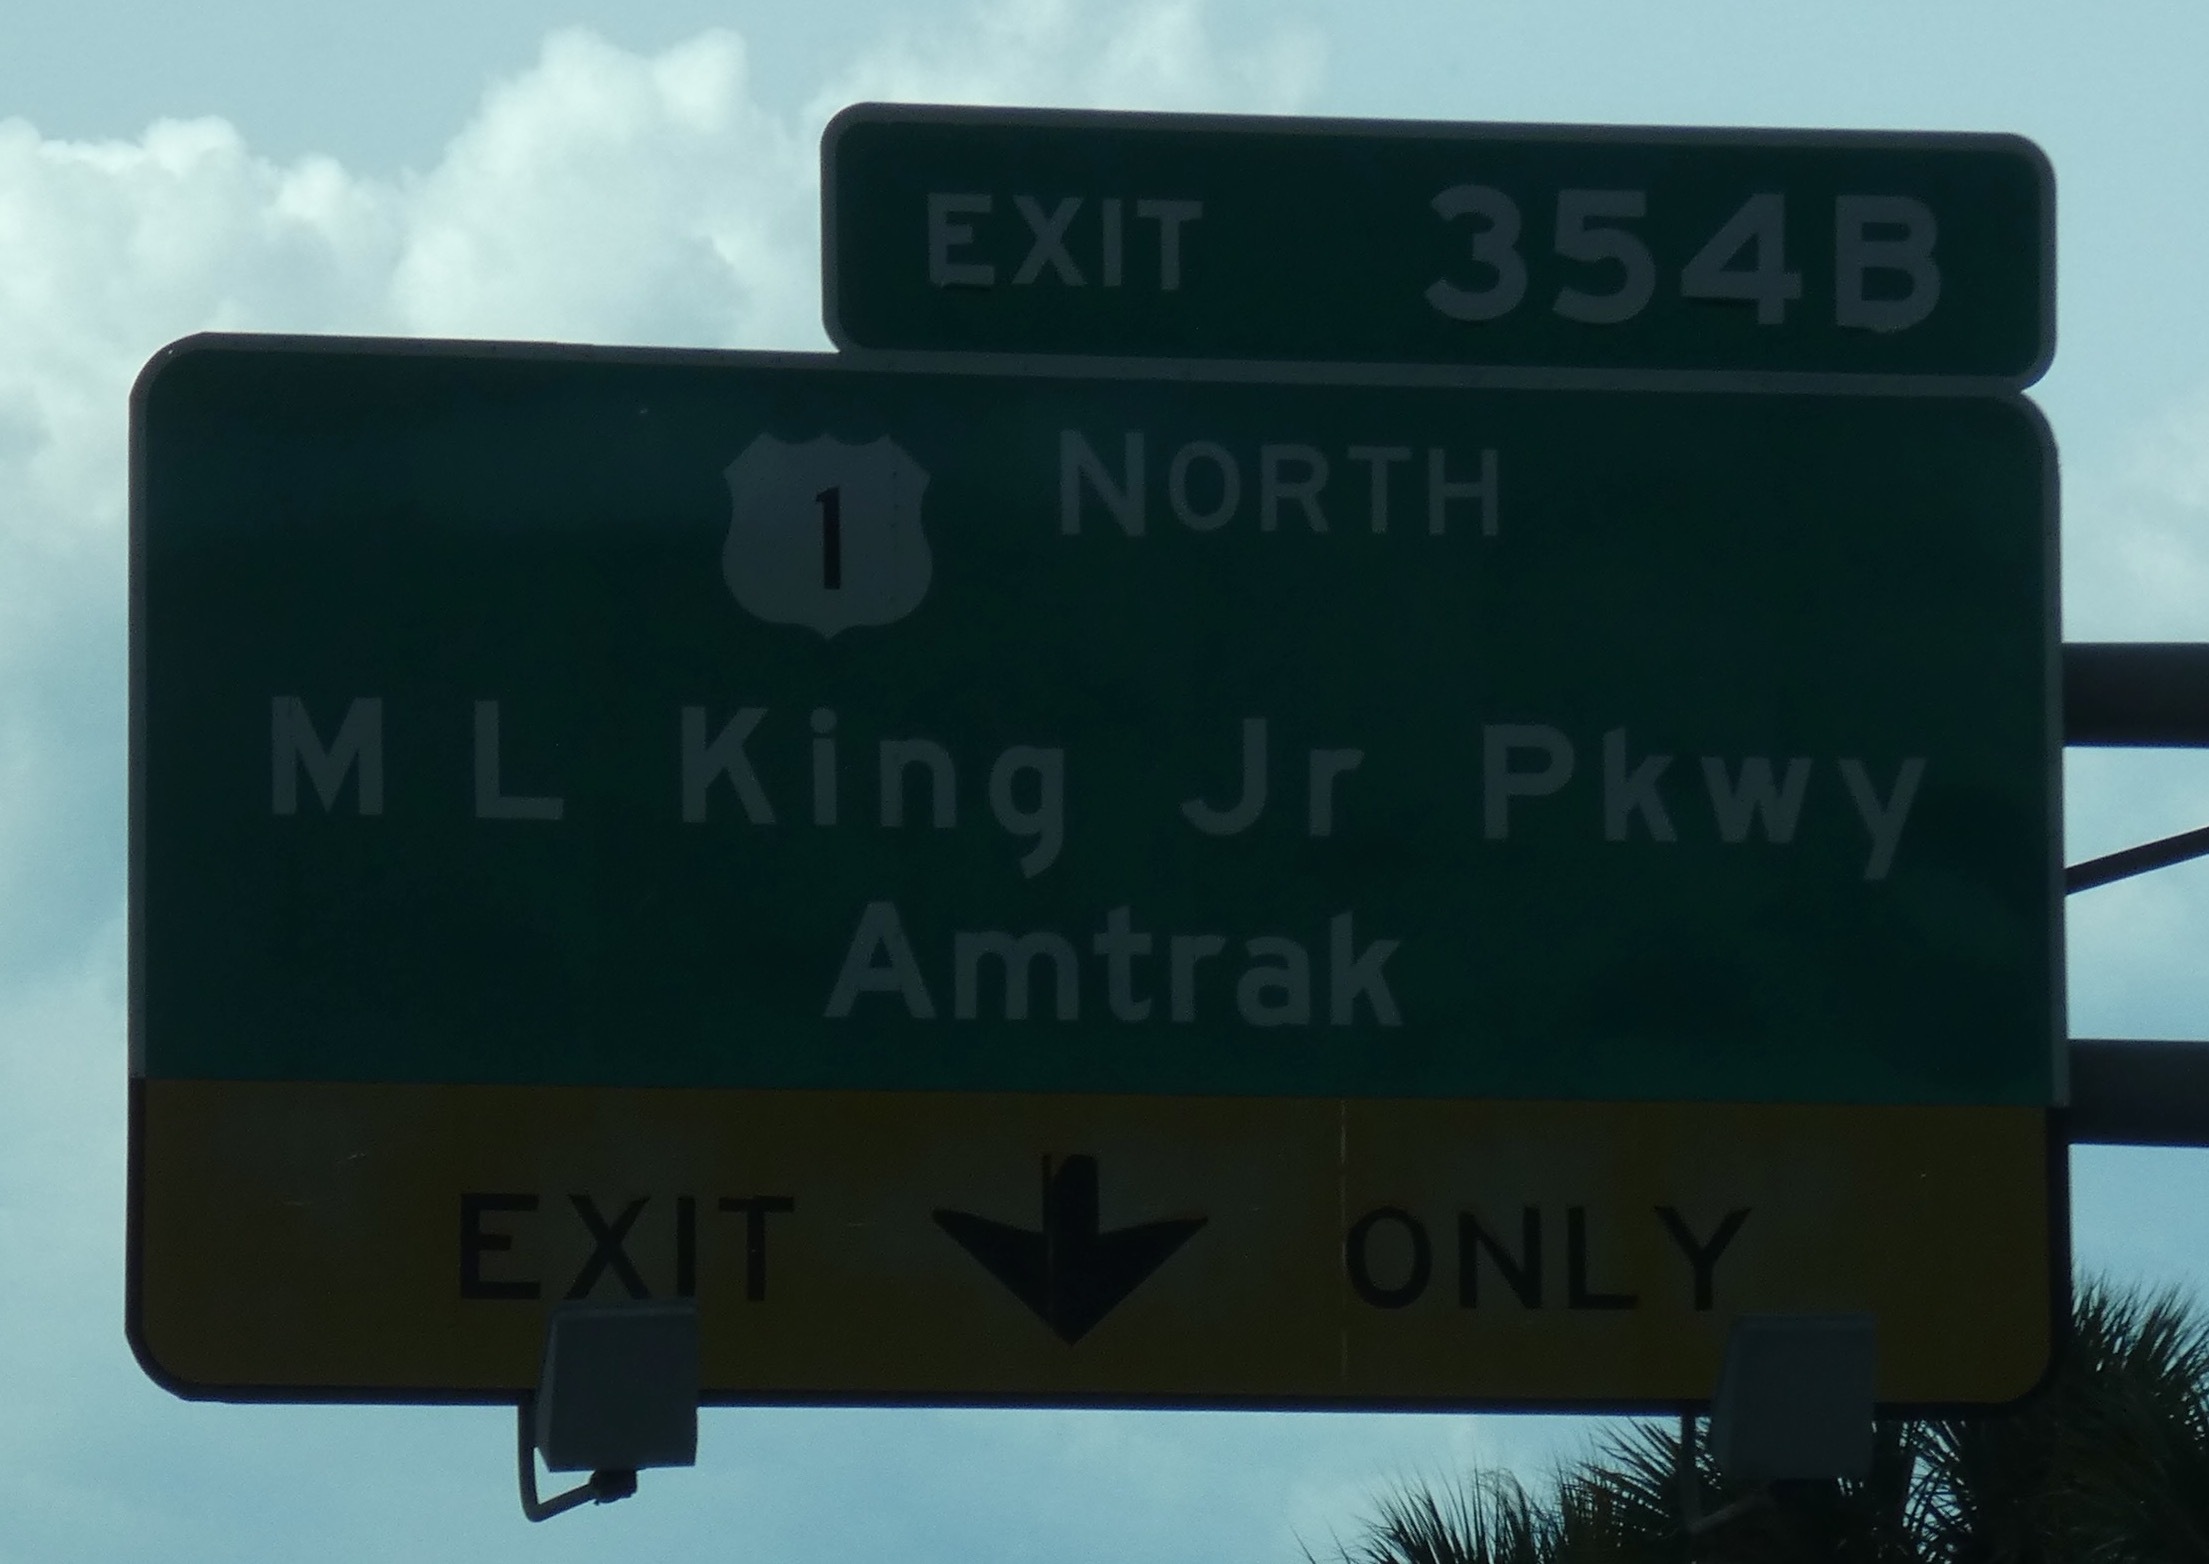 EXIT 354B
1 NORTH
M L King Jr Pkwy
Amtrak
EXIT ONLY